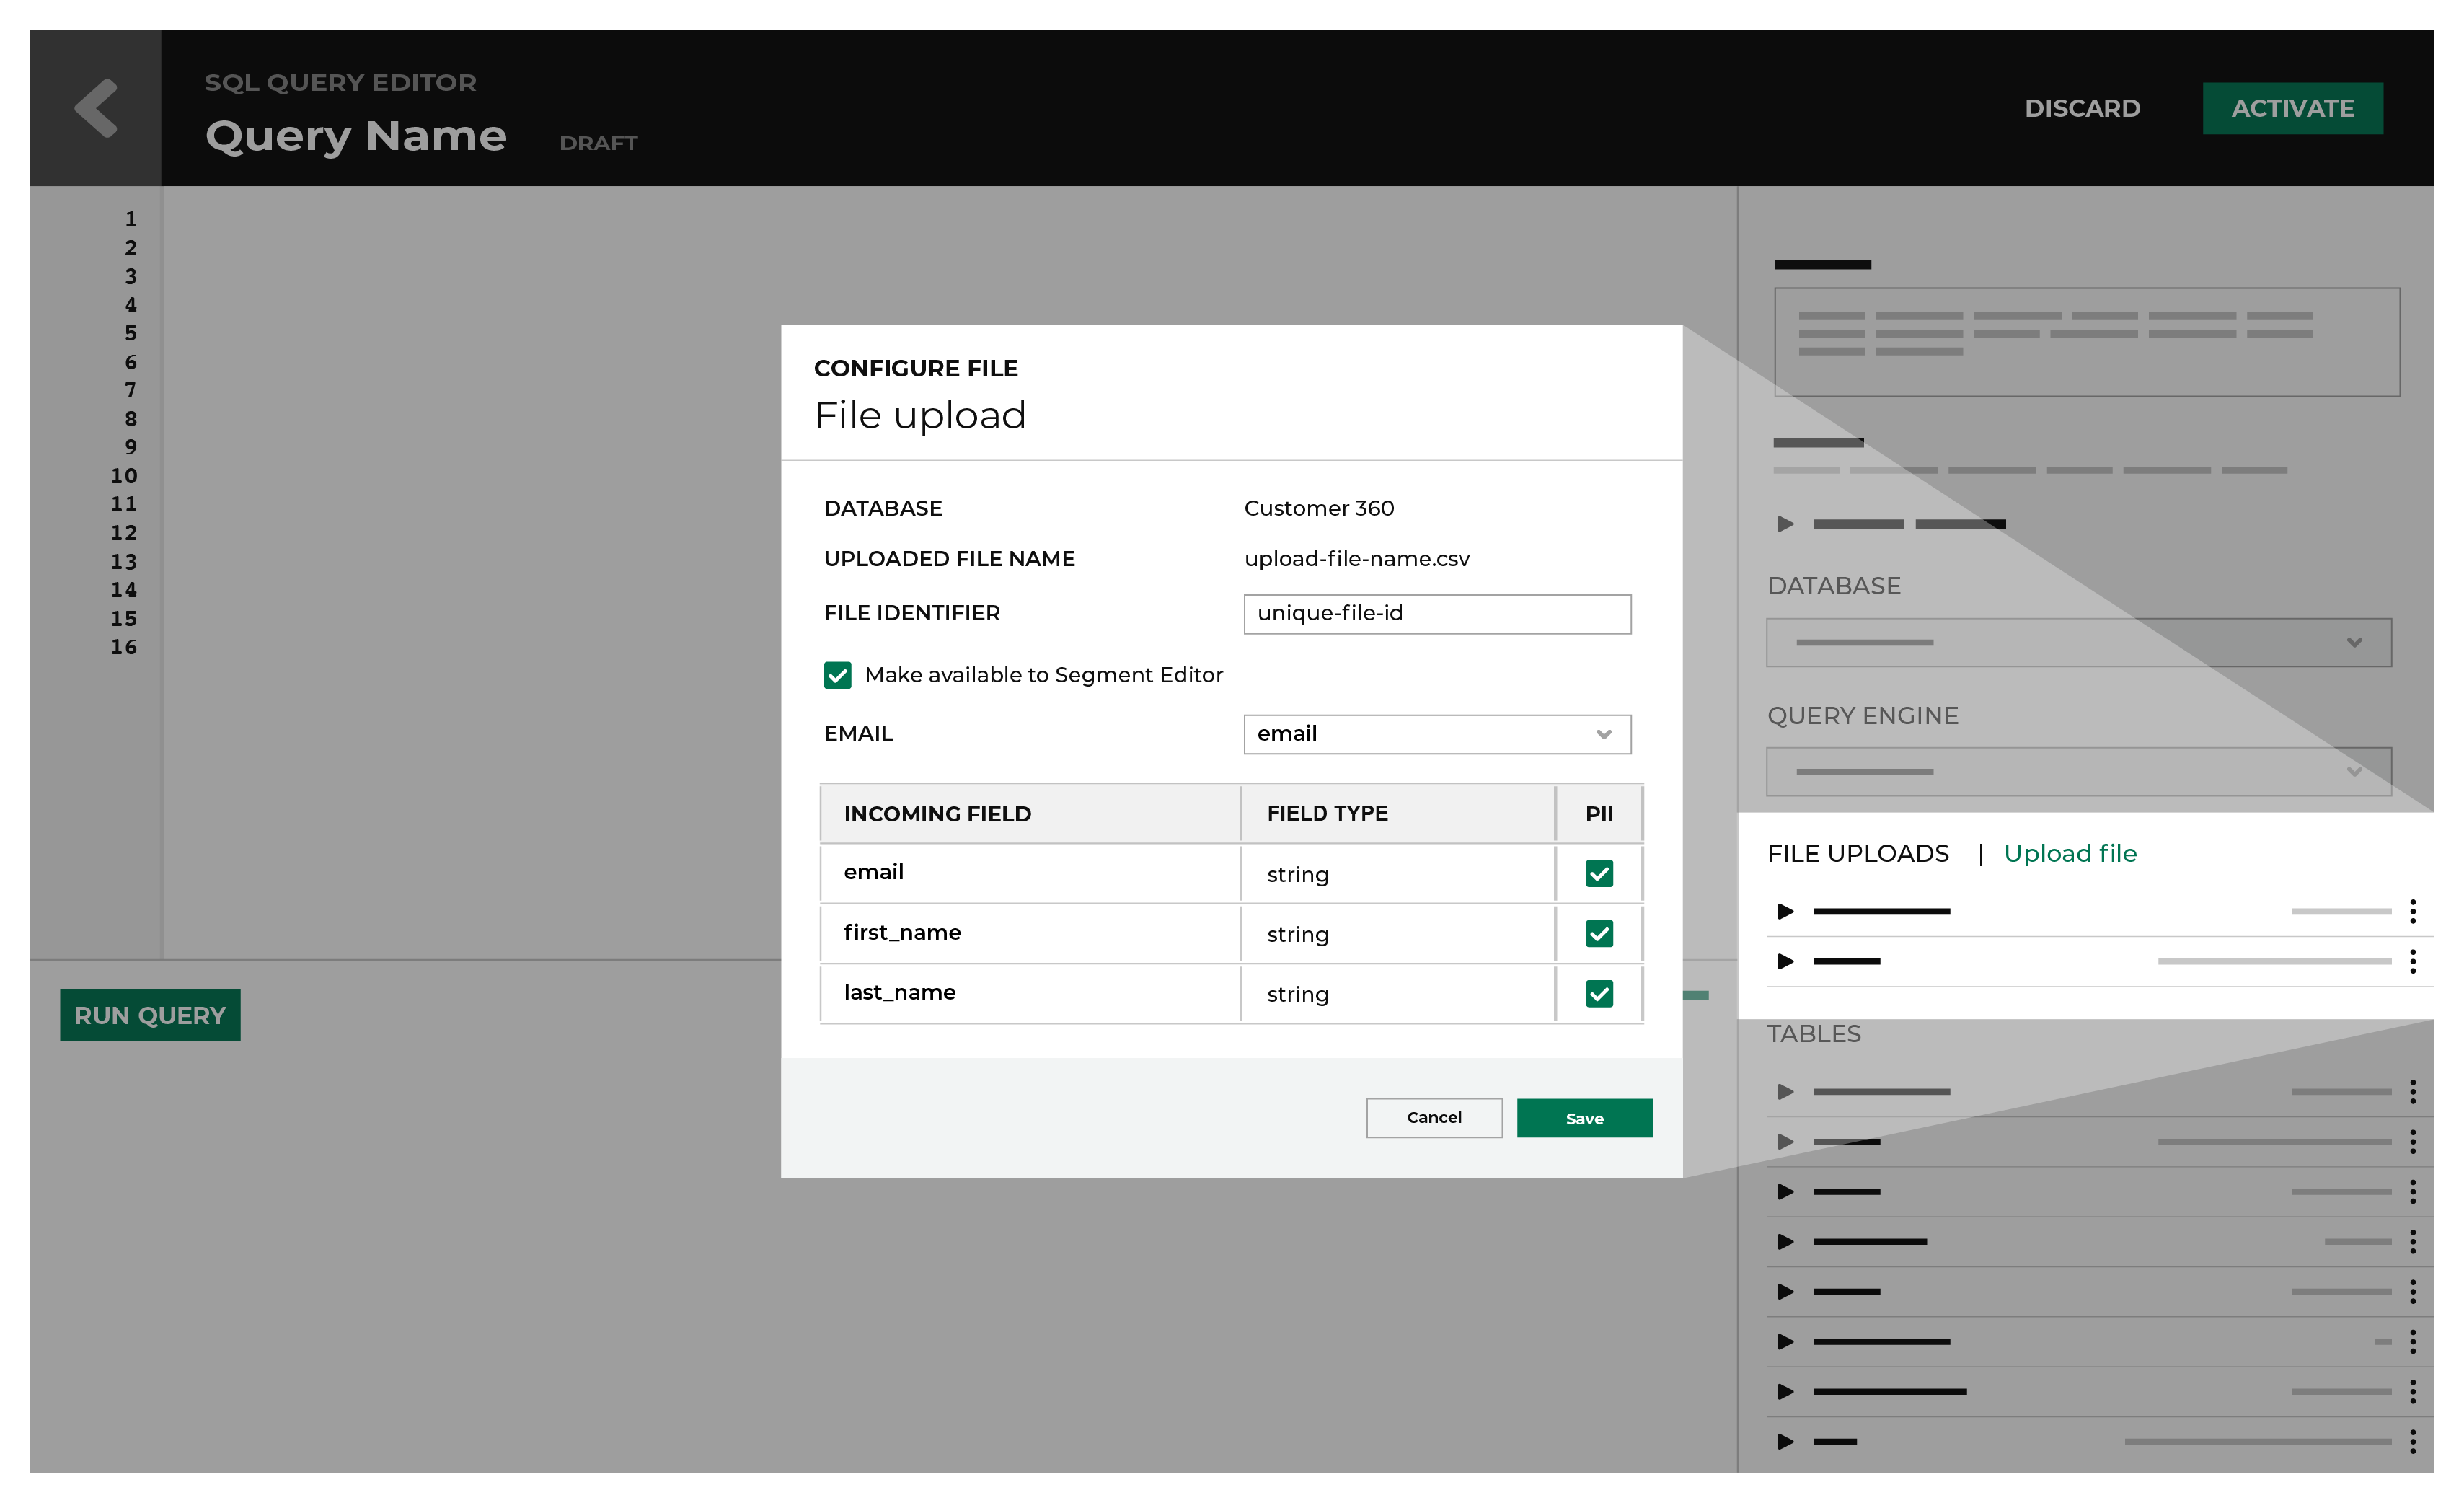 SQL QUERY EDITOR
Query Name DRAFT
DISCARD ACTIVATE
1
2
3
4
5
6
7
8
9
10
11
12
13
14
15
16
RUN QUERY
CONFIGURE FILE
File upload
DATABASE Customer 360
UPLOADED FILE NAME upload-file-name.csv
FILE IDENTIFIER unique-file-id
Make available to Segment Editor
EMAIL email
INCOMING FIELD FIELD TYPE PII
email string
first_name string
last_name string
Cancel Save
DATABASE
QUERY ENGINE
FILE UPLOADS | Upload file
TABLES